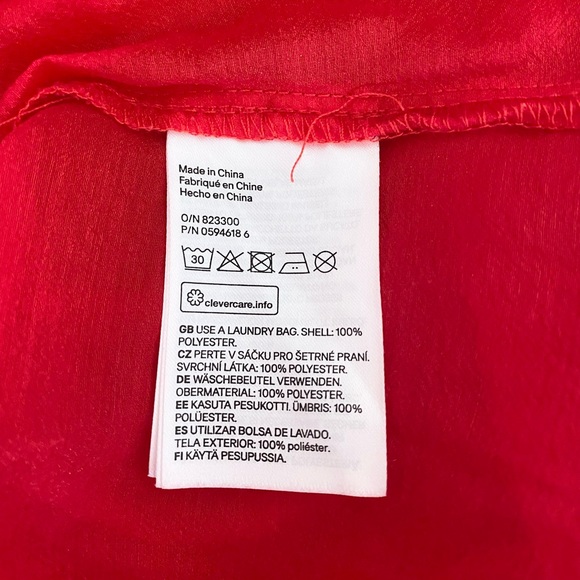 Made in China
Fabriqué en Chine
Hecho en China
O/N 823300
P/N 0594618 6
30
clevercare.info
GB USE A LAUNDRY BAG. SHELL: 100%
POLYESTER.
CZ PERTE V SÁČKU PRO ŠETRNÉ PRANÍ.
SVRCHNÍ LÁTKA: 100% POLYESTER.
DE WÄSCHEBEUTEL VERWENDEN.
OBERMATERIAL: 100% POLYESTER
EE KASUTA PESUKOTTI. ÜMBRIS: 100%
POLÜESTER.
ES UTILIZAR BOLSA DE LAVADO.
TELA EXTERIOR: 100% poliéster.
FI KÄYTÄ PESUPUSSIA.